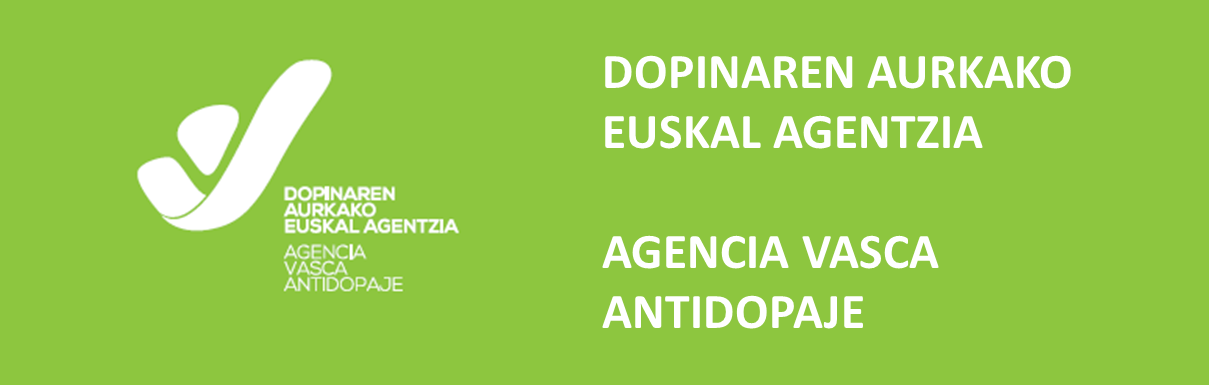 DOPINAREN
AURKAKO
EUSKAL AGENTZIA
AGENCIA
VASCA
ANTIDOPAJE
DOPINAREN AURKAKO
EUSKAL AGENTZIA
AGENCIA VASCA
ANTIDOPAJE